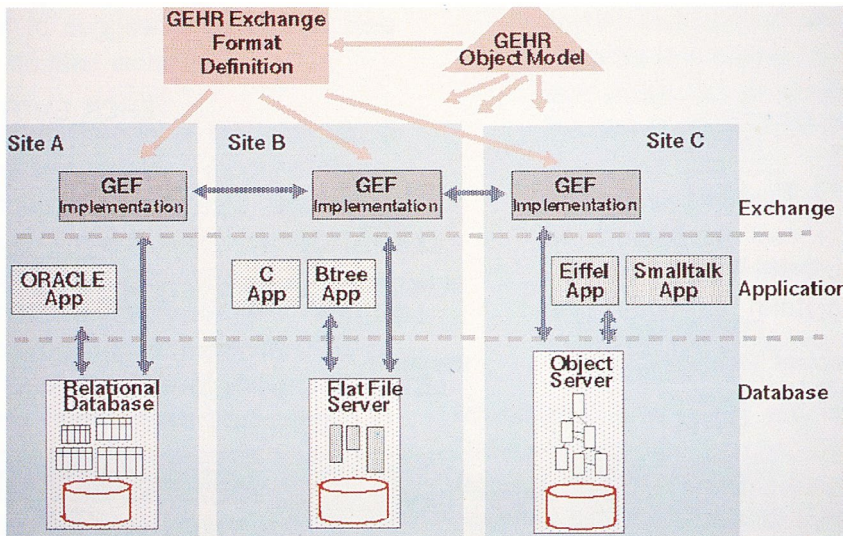 GEHR Exchange
Format
Definition
GEHR
Object Model
Site A
Site B
Site C
GEF
Implementation
GEF
Implementation
GEF
Implementation
Exchange
ORACLE
App
C
App
Btree
App
Eiffel
App
Smalltalk
App
Application
Relational
Database
Flat File
Server
Object
Server
Database